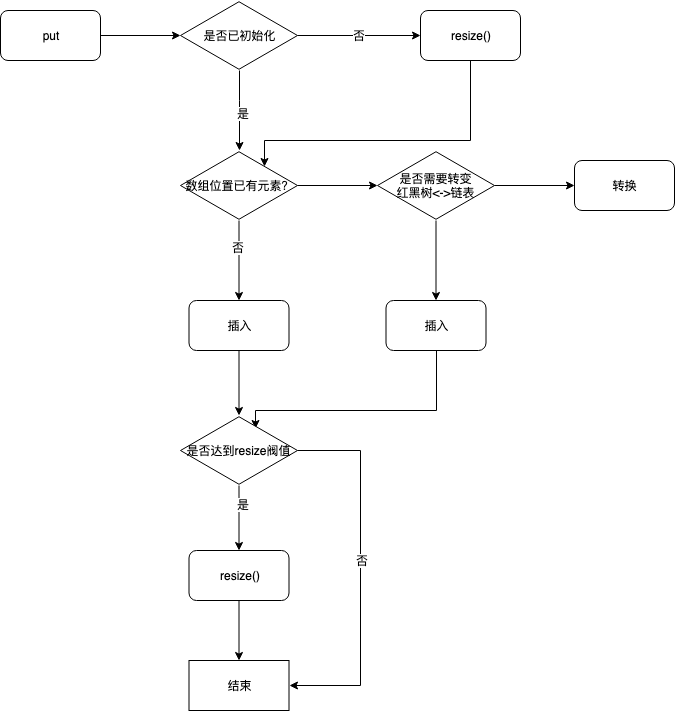 put
是否已初始化
否
resize()
是
数组位置已有元素?
是否需要转变
红黑树<->链表
转换
否
插入
插入
是否达到resize阀值
是
否
resize()
结束